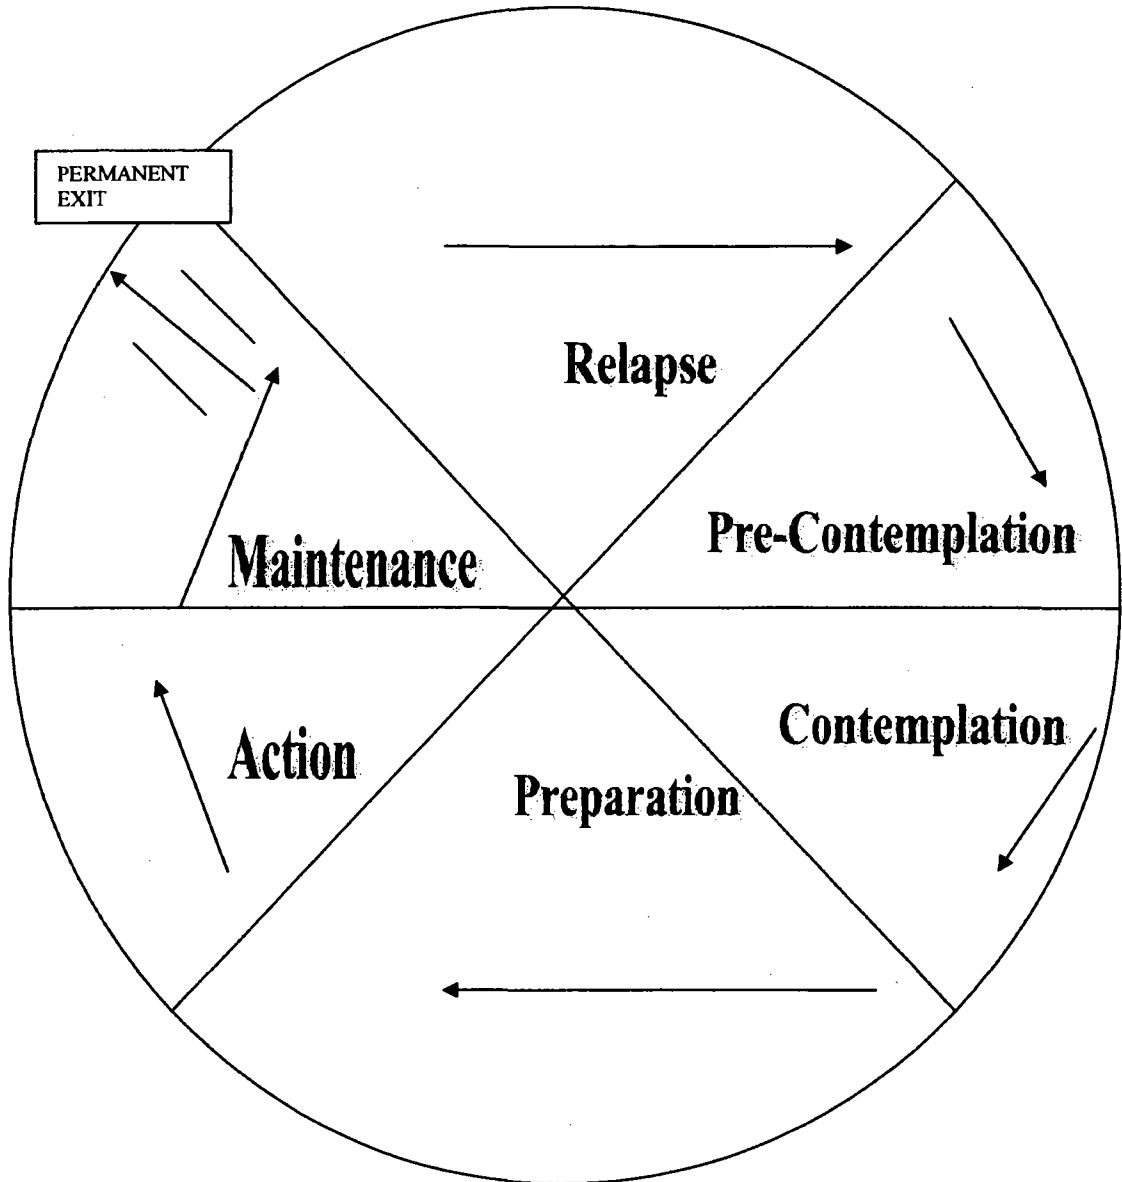 PERMANENT
EXIT
Relapse
Pre-Contemplation
Maintenance
Contemplation
Action
Preparation